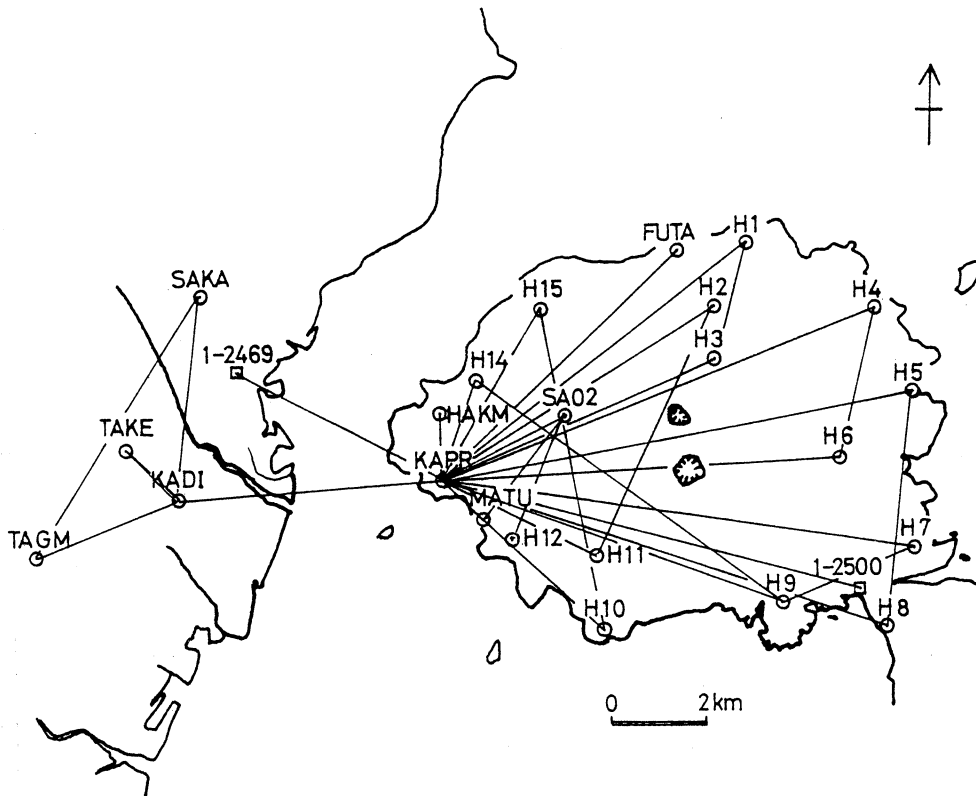 FUTA
H1
SAKA
H15
H2
H4
1-2469
H14
H3
H5
TAKE
HAKM
SA02
H6
KAPR
KADI
MATU
TAGM
H12
H11
H7
1-2500
H9
H10
H8
0 2km